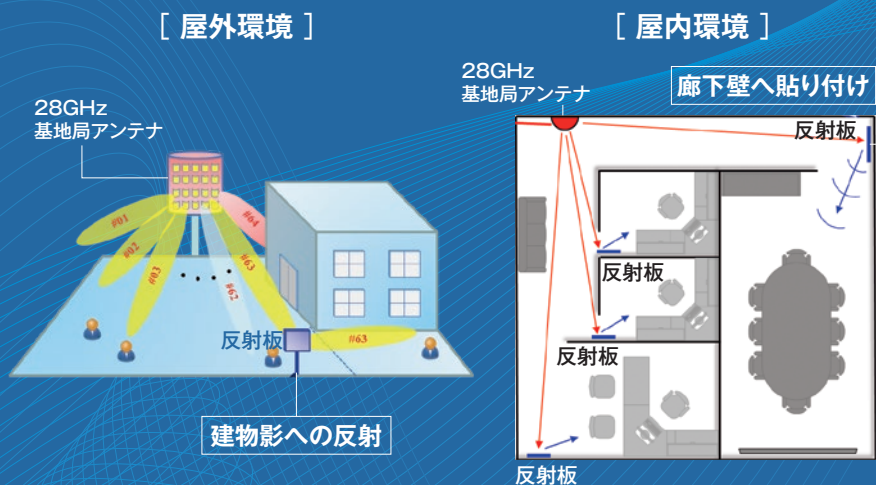 [ 屋外環境 ]
28GHz
基地局アンテナ
#01
#02
#03
#62
#63
#64
反射板
#63
建物影への反射
[ 屋内環境 ]
28GHz
基地局アンテナ
廊下壁へ貼り付け
反射板
反射板
反射板
反射板